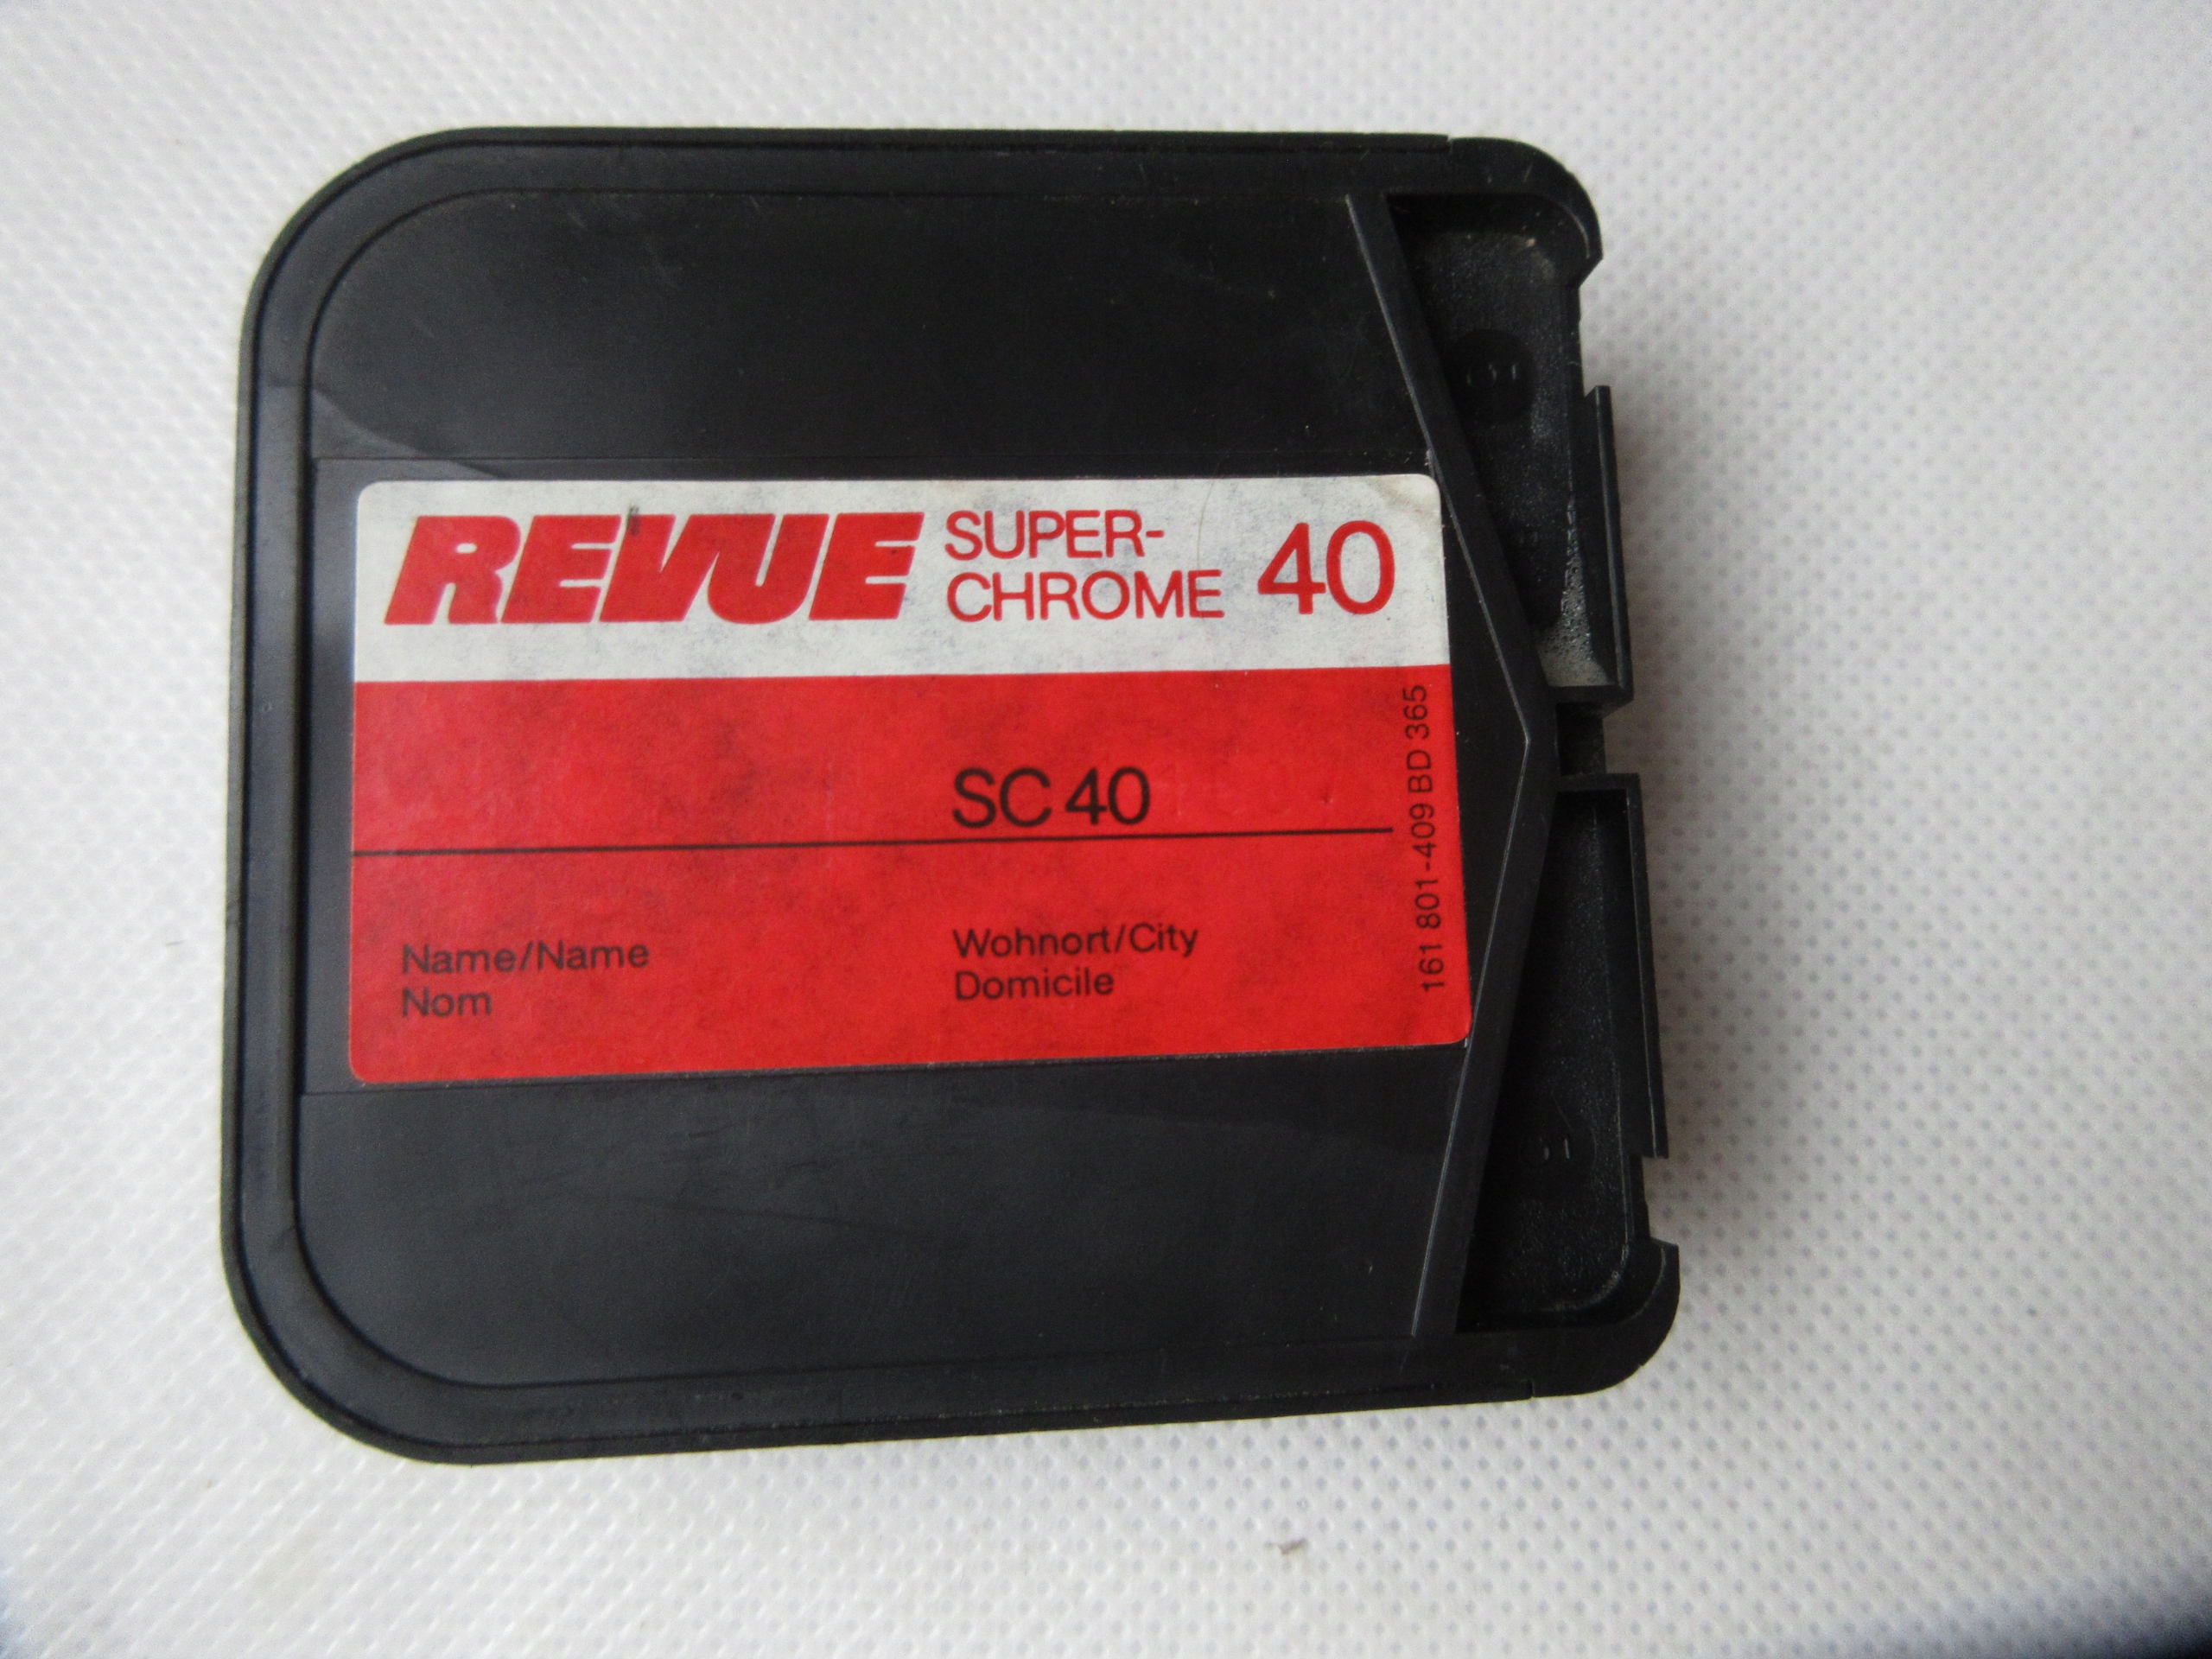 REVUE SUPER-
CHROME 40
SC 40
Name/Name
Nom
Wohnort/City
Domicile
161 801-409 BD 365